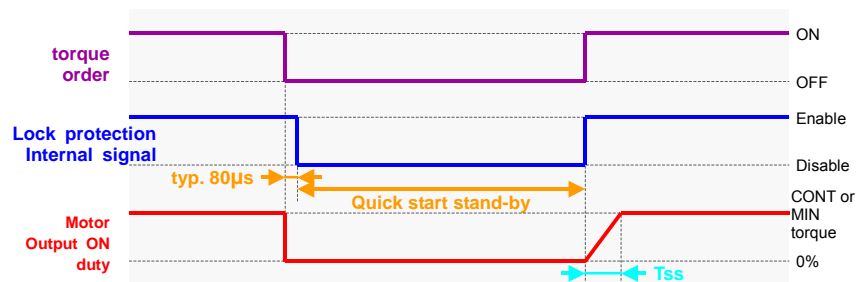 torque
order
ON
OFF
Lock protection
Internal signal
Enable
Disable
typ. 80μs
Quick start stand-by
Motor
Output ON
duty
CONT or
MIN
torque
0%
Tss